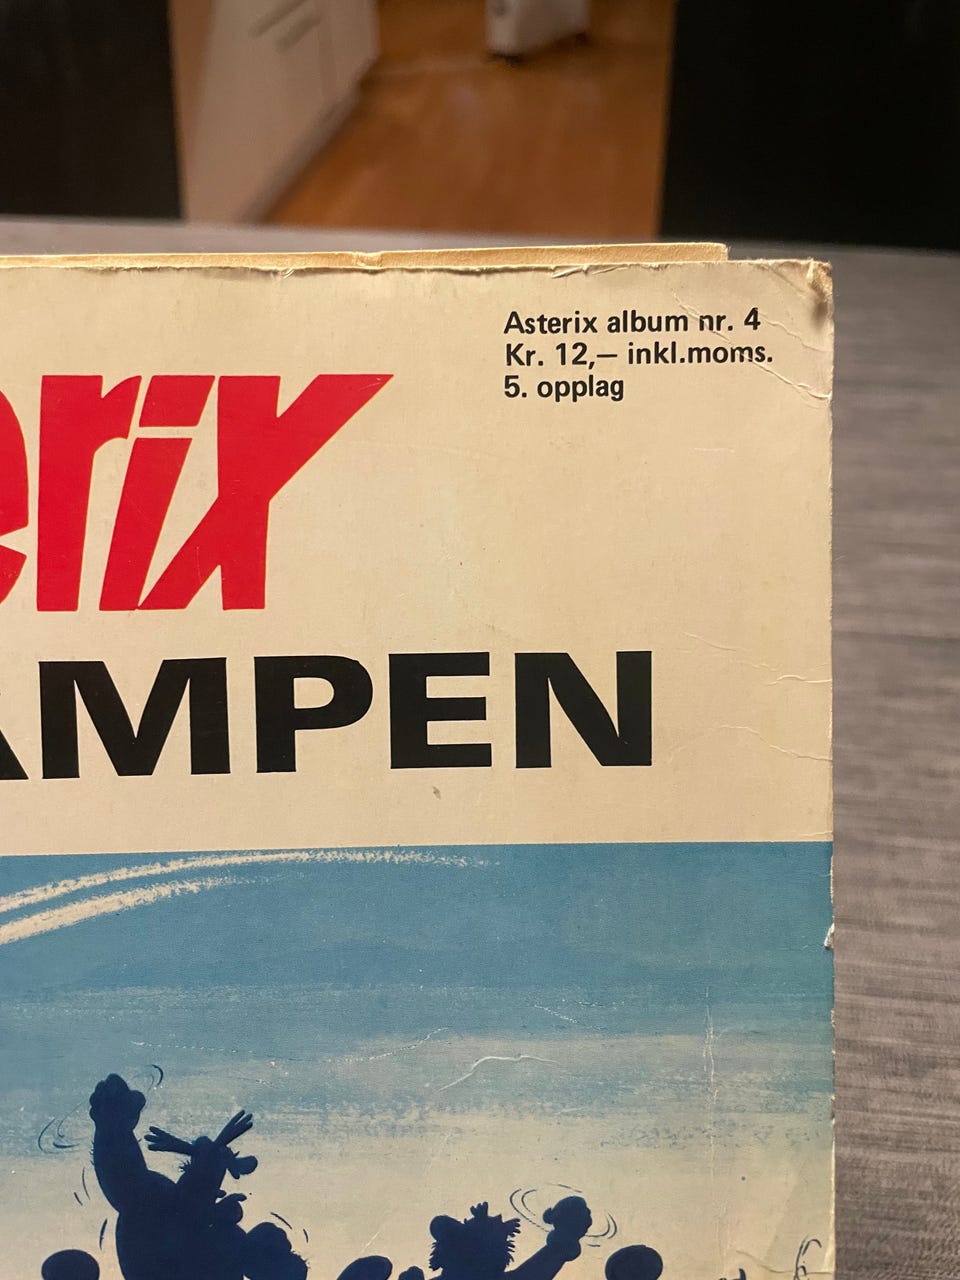 Asterix album nr. 4
Kr. 12,— inkl.moms.
5. opplag
erix
AMPEN